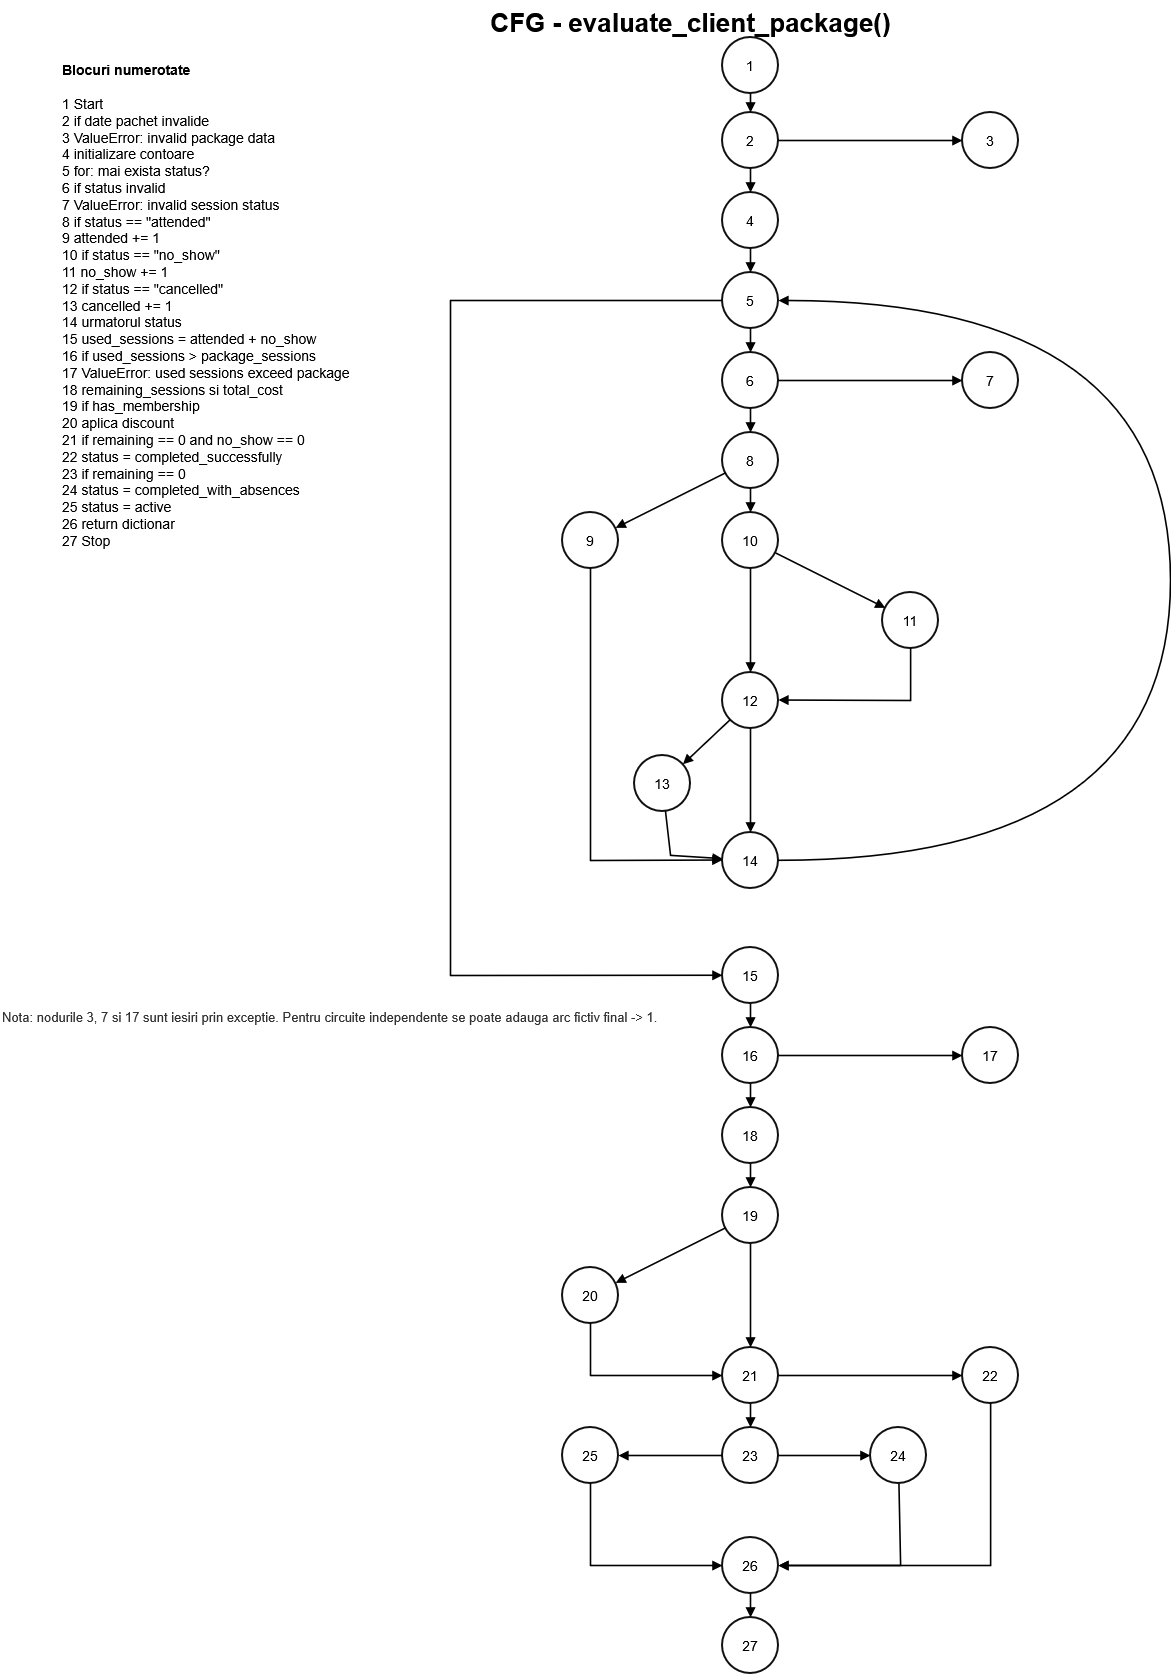 CFG - evaluate_client_package()
Blocuri numerotate
1 Start
2 if date pachet invalide
3 ValueError: invalid package data
4 initializare contoare
5 for: mai exista status?
6 if status invalid
7 ValueError: invalid session status
8 if status == "attended"
9 attended += 1
10 if status == "no_show"
11 no_show += 1
12 if status == "cancelled"
13 cancelled += 1
14 urmatorul status
15 used_sessions = attended + no_show
16 if used_sessions > package_sessions
17 ValueError: used sessions exceed package
18 remaining_sessions si total_cost
19 if has_membership
20 aplica discount
21 if remaining == 0 and no_show == 0
22 status = completed_successfully
23 if remaining == 0
24 status = completed_with_absences
25 status = active
26 return dictionar
27 Stop
1
2
3
4
5
6
7
8
9
10
11
12
13
14
15
Nota: nodurile 3, 7 si 17 sunt iesiri prin exceptie. Pentru circuite independente se poate adauga arc fictiv final -> 1.
16
17
18
19
20
21
22
25
23
24
26
27